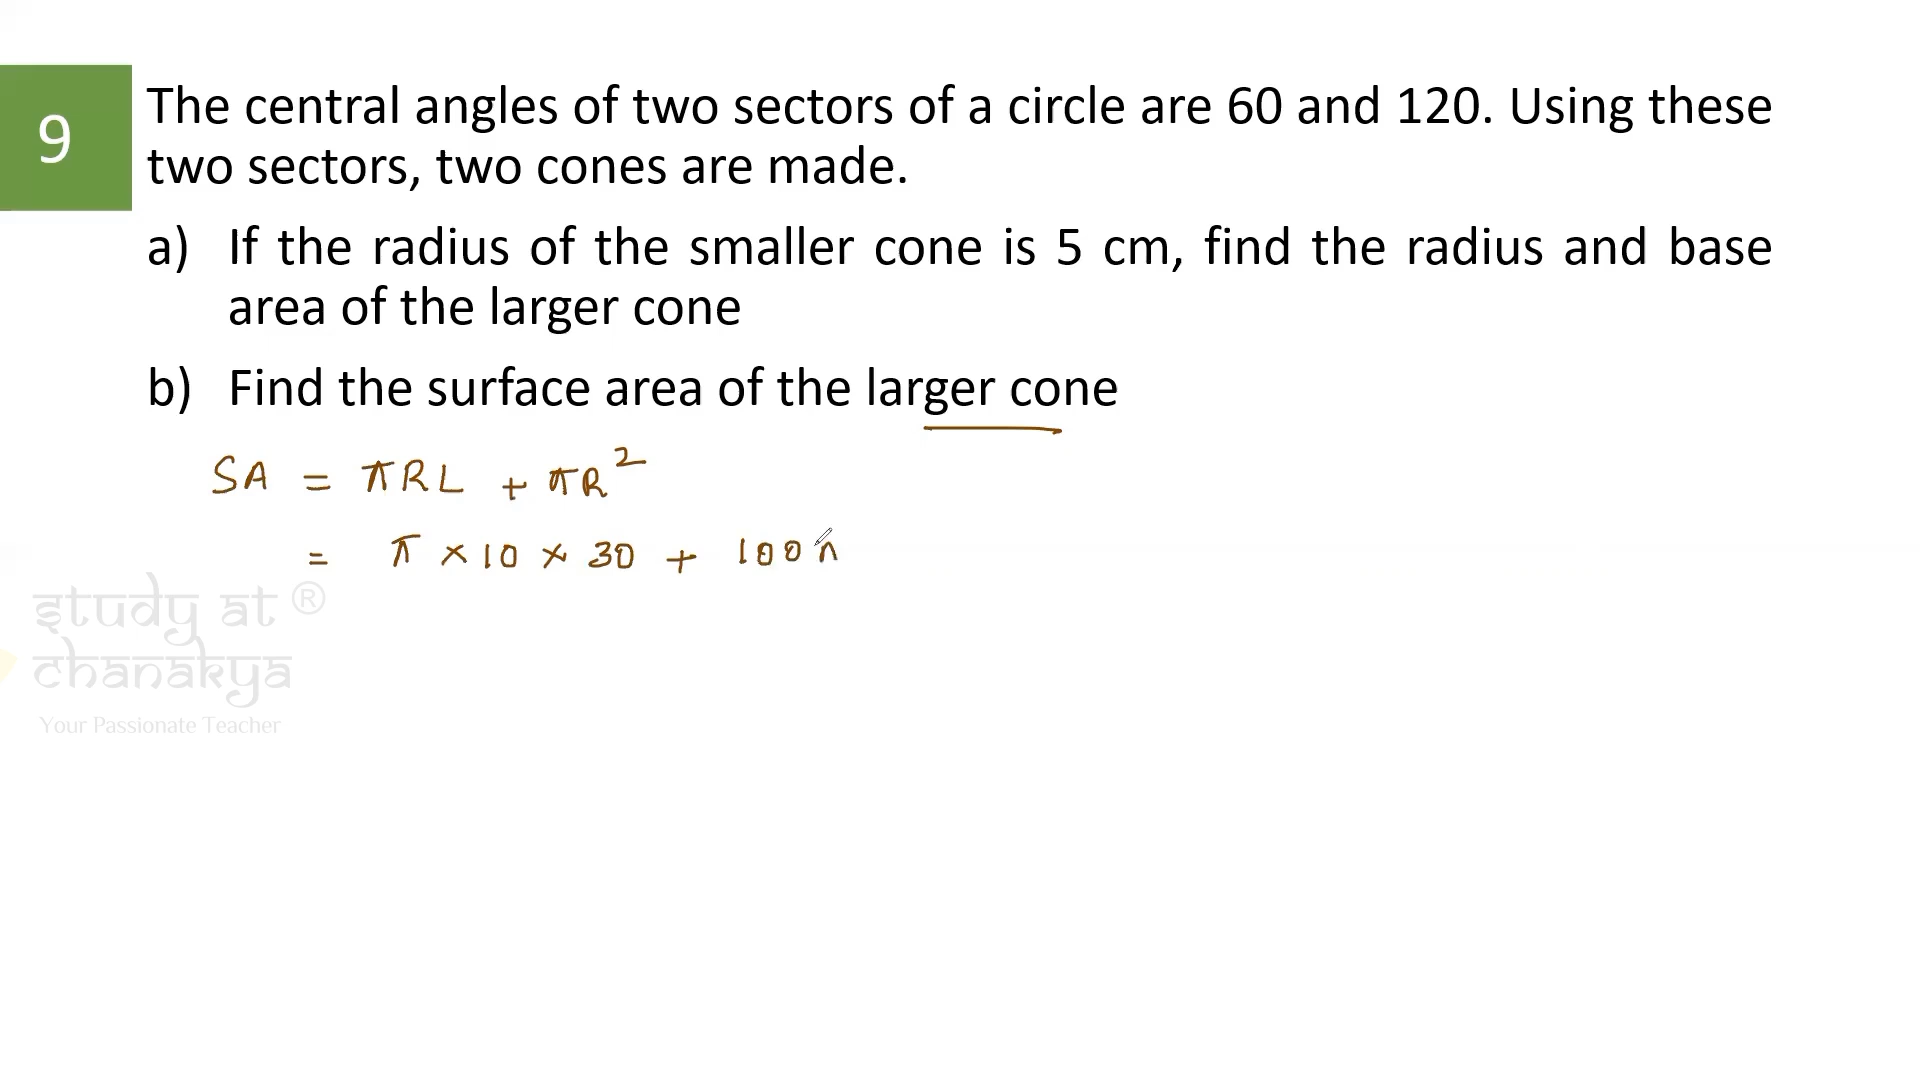 9
The central angles of two sectors of a circle are 60 and 120. Using these
two sectors, two cones are made.
a) If the radius of the smaller cone is 5 cm, find the radius and base
area of the larger cone
b) Find the surface area of the larger cone
SA = πRL + πR²
= π × 10 × 30 + 100π
study at ®
chanakya
Your Passionate Teacher